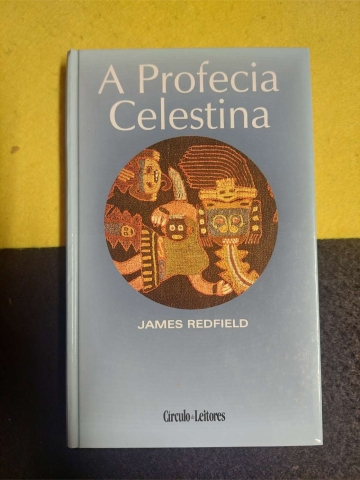 A Profecia
Celestina
JAMES REDFIELD
Círculo de Leitores